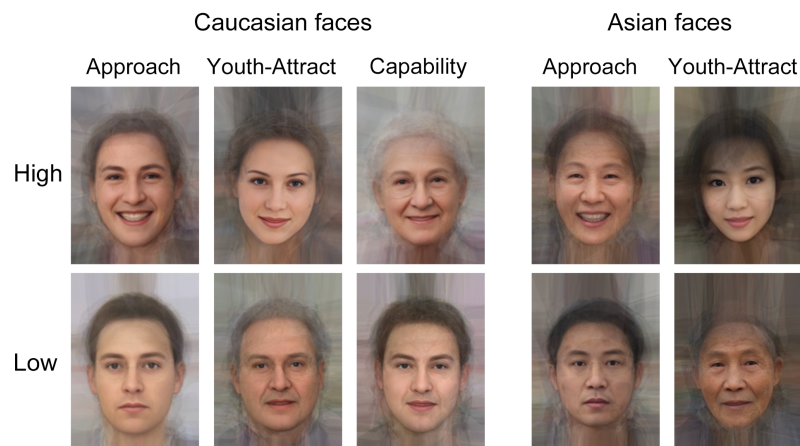 Caucasian faces
Asian faces
Approach
Youth-Attract
Capability
Approach
Youth-Attract
High
Low